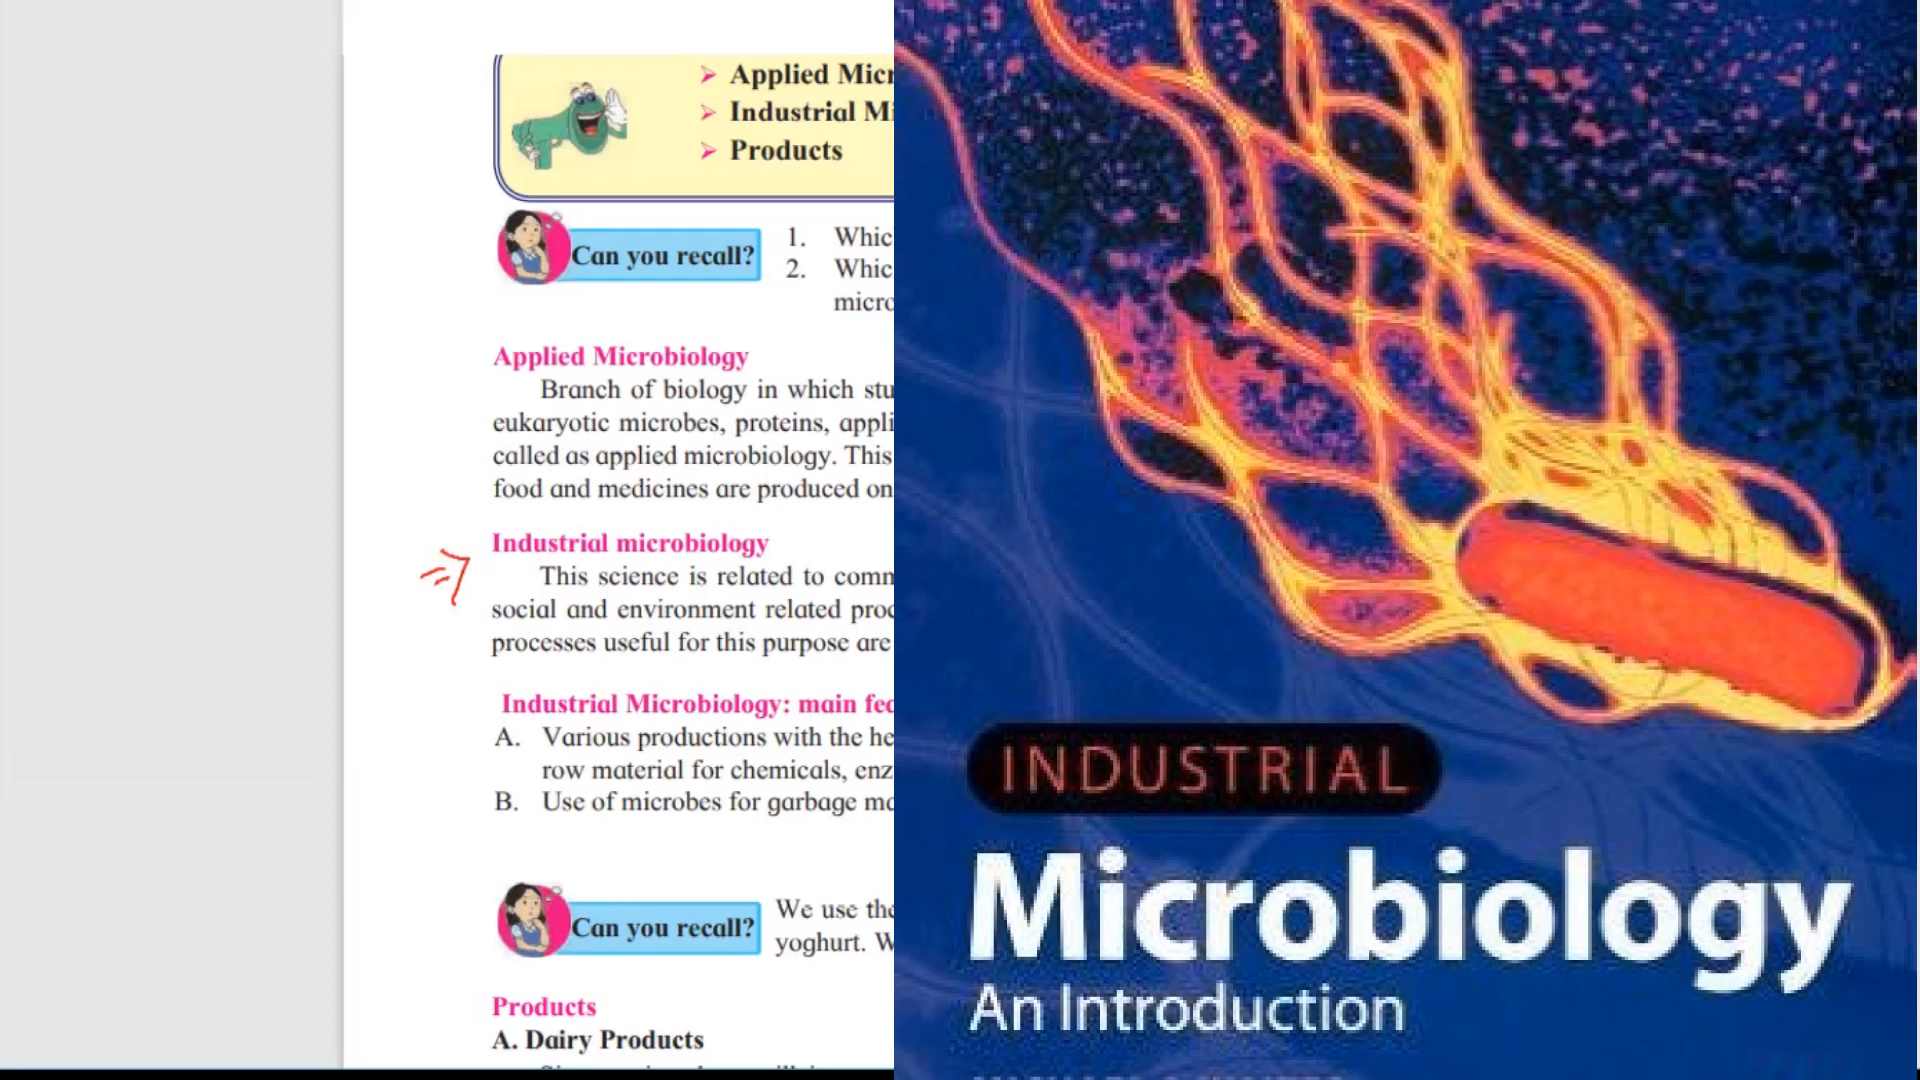 Applied Micr
Industrial Mi
Products
Can you recall?
1. Whic
2. Whic
micro
Applied Microbiology
Branch of biology in which stu
eukaryotic microbes, proteins, appli
called as applied microbiology. This
food and medicines are produced on
Industrial microbiology
This science is related to comm
social and environment related proc
processes useful for this purpose are
Industrial Microbiology: main fea
A. Various productions with the he
row material for chemicals, enz
B. Use of microbes for garbage ma
Can you recall?
We use the
yoghurt. W
Products
A. Dairy Products
INDUSTRIAL
Microbiology
An Introduction